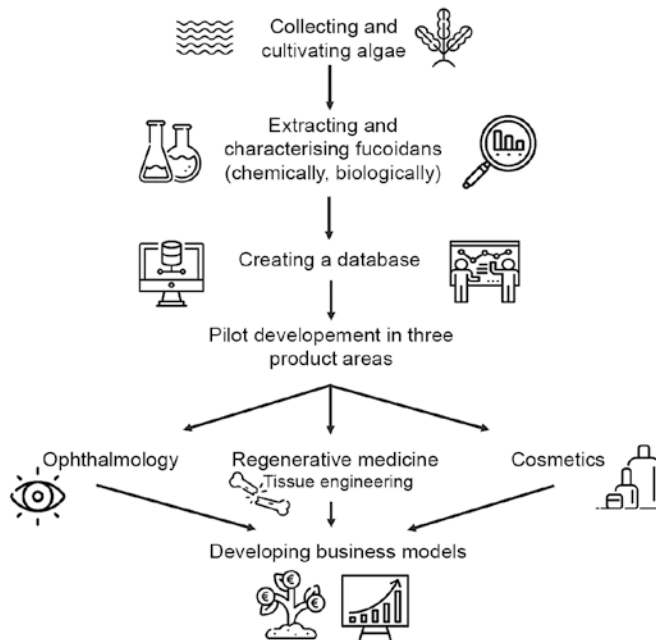 Collecting and
cultivating algae
Extracting and
characterising fucoidans
(chemically, biologically)
Creating a database
Pilot developement in three
product areas
Ophthalmology
Regenerative medicine
Tissue engineering
Cosmetics
Developing business models
€
€
€